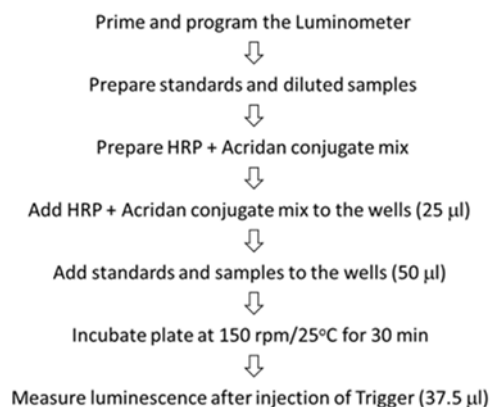 Prime and program the Luminometer
Prepare standards and diluted samples
Prepare HRP + Acridan conjugate mix
Add HRP + Acridan conjugate mix to the wells (25 µl)
Add standards and samples to the wells (50 µl)
Incubate plate at 150 rpm/25°C for 30 min
Measure luminescence after injection of Trigger (37.5 µl)